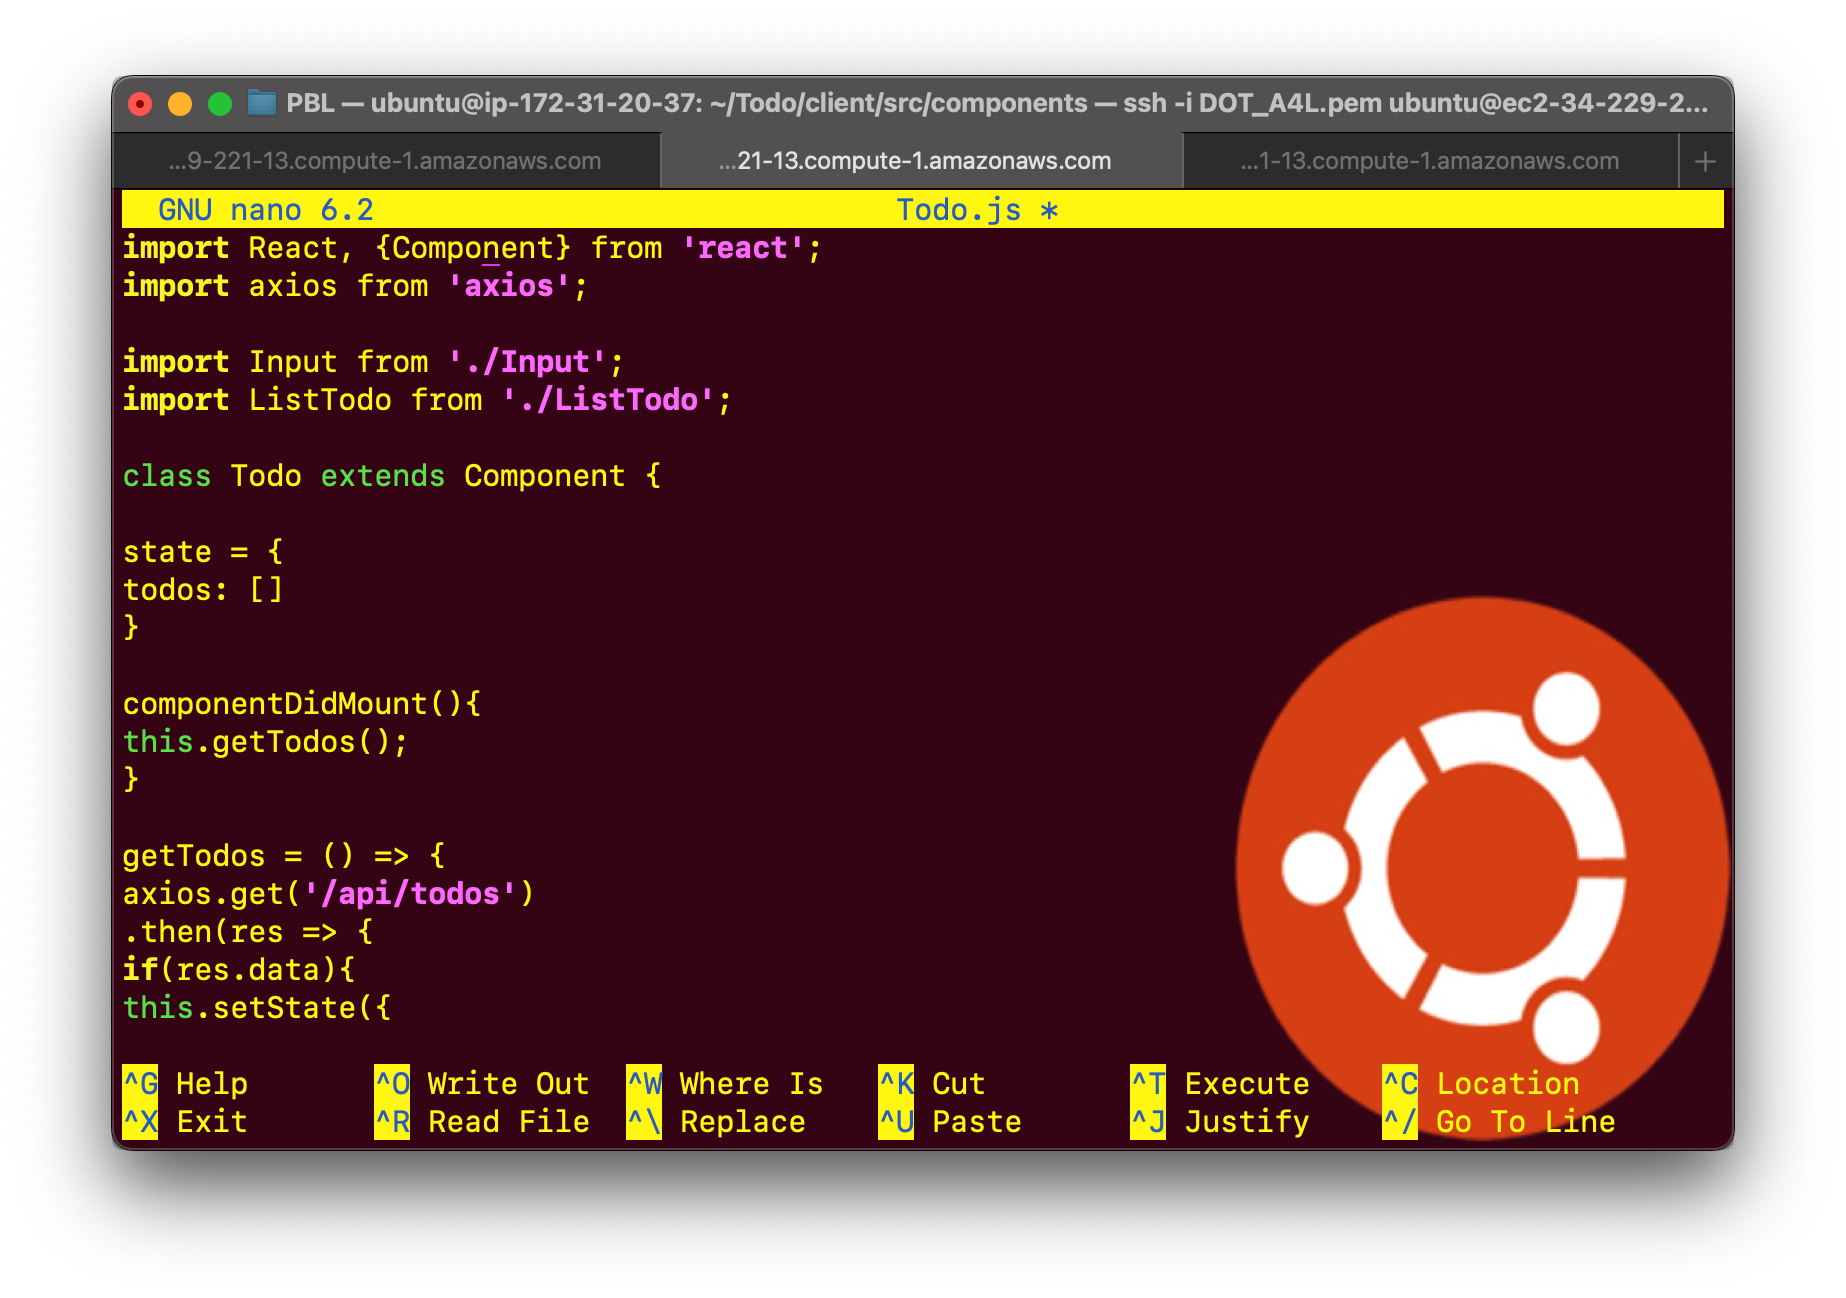 PBL — ubuntu@ip-172-31-20-37: ~/Todo/client/src/components — ssh -i DOT_A4L.pem ubuntu@ec2-34-229-2...
...9-221-13.compute-1.amazonaws.com ...21-13.compute-1.amazonaws.com ...1-13.compute-1.amazonaws.com +
GNU nano 6.2 Todo.js *
import React, {Component} from 'react';
import axios from 'axios';
import Input from './Input';
import ListTodo from './ListTodo';
class Todo extends Component {
state = {
todos: []
}
componentDidMount(){
this.getTodos();
}
getTodos = () => {
axios.get('/api/todos')
.then(res => {
if(res.data){
this.setState({
^G Help ^O Write Out ^W Where Is ^K Cut ^T Execute ^C Location
^X Exit ^R Read File ^\ Replace ^U Paste ^J Justify ^/ Go To Line